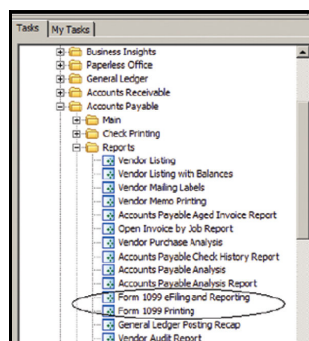 Tasks My Tasks
Business Insights
Paperless Office
General Ledger
Accounts Receivable
Accounts Payable
Main
Check Printing
Reports
Vendor Listing
Vendor Listing with Balances
Vendor Mailing Labels
Vendor Memo Printing
Accounts Payable Aged Invoice Report
Open Invoice by Job Report
Vendor Purchase Analysis
Accounts Payable Check History Report
Accounts Payable Analysis
Accounts Payable Analysis Report
Form 1099 eFiling and Reporting
Form 1099 Printing
General Ledger Posting Recap
Vendor Audit Report